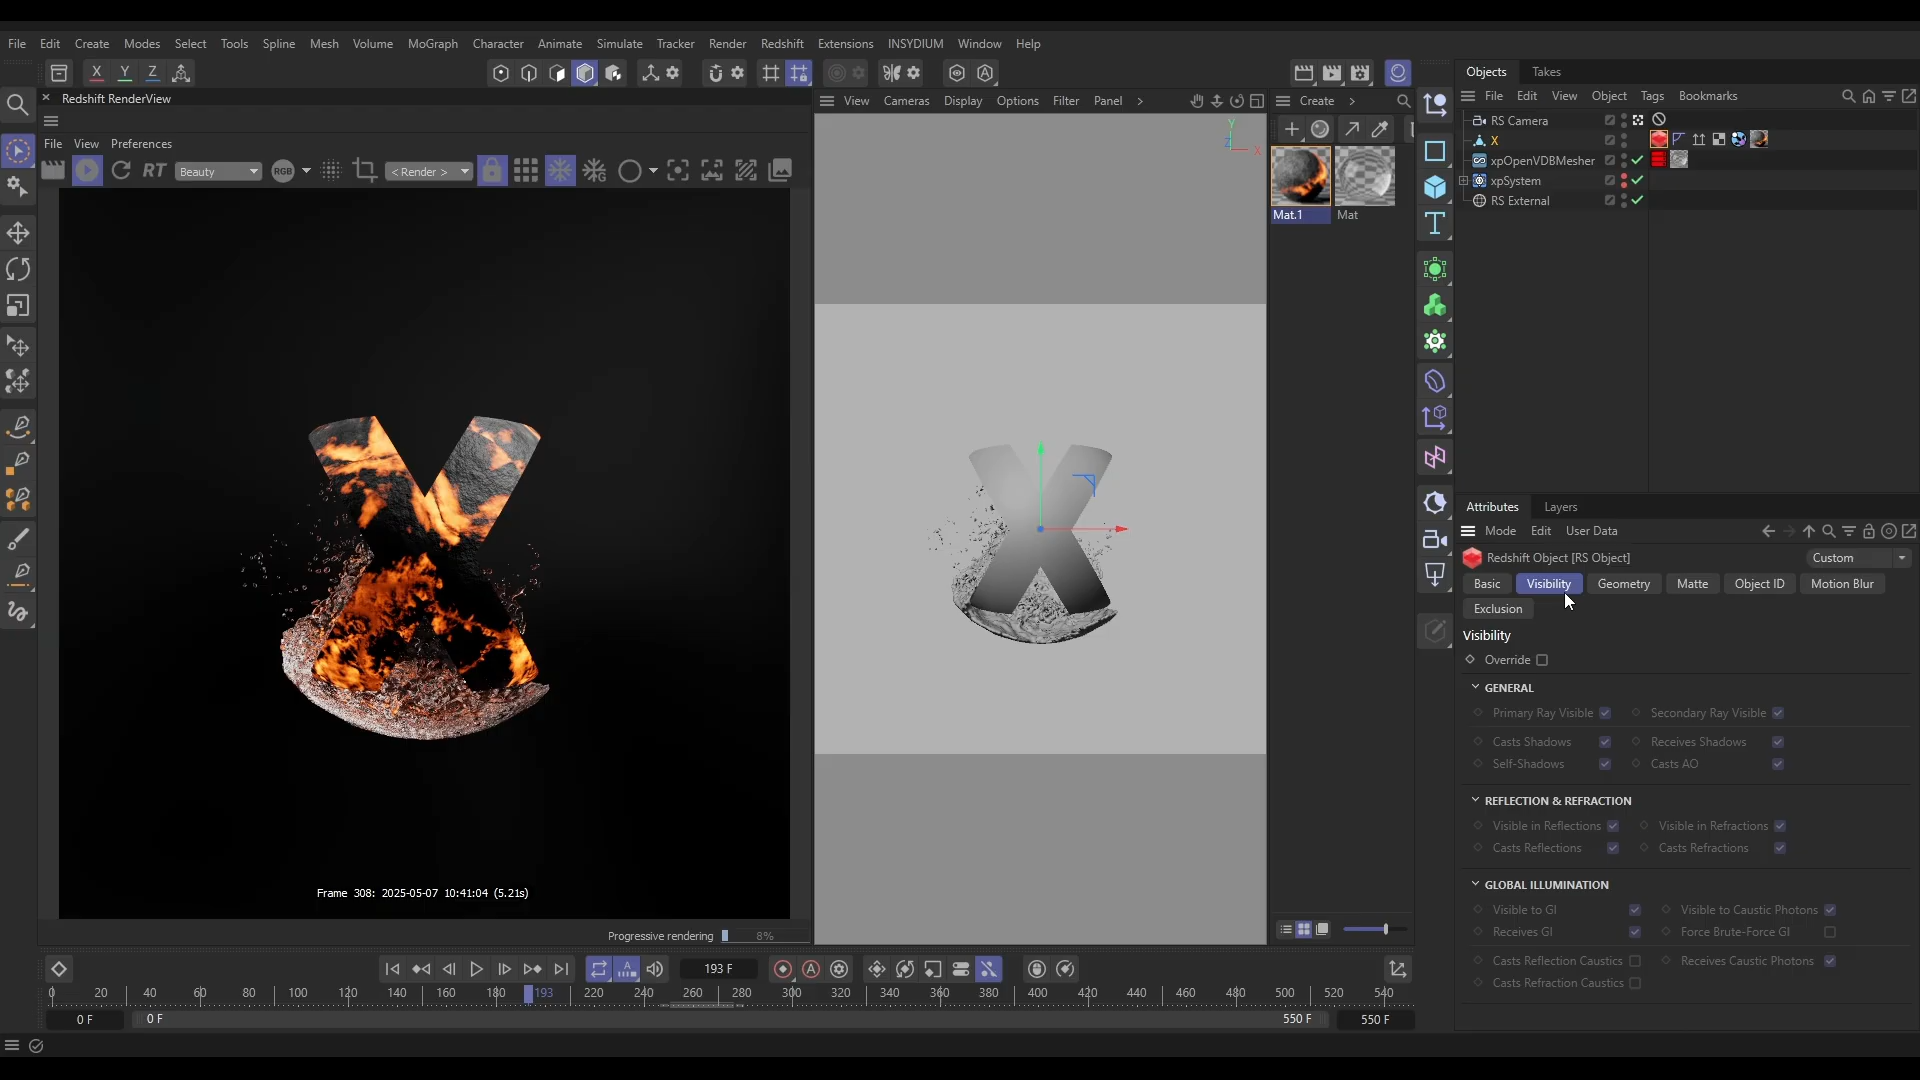 File Edit Create Modes Select Tools Spline Mesh Volume MoGraph Character Animate Simulate Tracker Render Redshift Extensions INSYDIUM Window Help
X Y Z
Objects Takes
File Edit View Object Tags Bookmarks
Redshift RenderView
View Cameras Display Options Filter Panel
Create
File View Preferences
RT Beauty RGB < Render >
Y
Z X
Mat.1 Mat
RS Camera
X
xpOpenVDBMesher
xpSystem
RS External
Attributes Layers
Mode Edit User Data
Redshift Object [RS Object] Custom
Basic Visibility Geometry Matte Object ID Motion Blur
Exclusion
Visibility
Override
GENERAL
Primary Ray Visible Secondary Ray Visible
Casts Shadows Receives Shadows
Self-Shadows Casts AO
REFLECTION & REFRACTION
Visible in Reflections Visible in Refractions
Casts Reflections Casts Refractions
GLOBAL ILLUMINATION
Visible to GI Visible to Caustic Photons
Receives GI Force Brute-Force GI
Casts Reflection Caustics Receives Caustic Photons
Casts Refraction Caustics
Frame 308: 2025-05-07 10:41:04 (5.21s)
Progressive rendering 8%
193 F
0 20 40 60 80 100 120 140 160 180 193 220 240 260 280 300 320 340 360 380 400 420 440 460 480 500 520 540
0 F 0 F 550 F 550 F